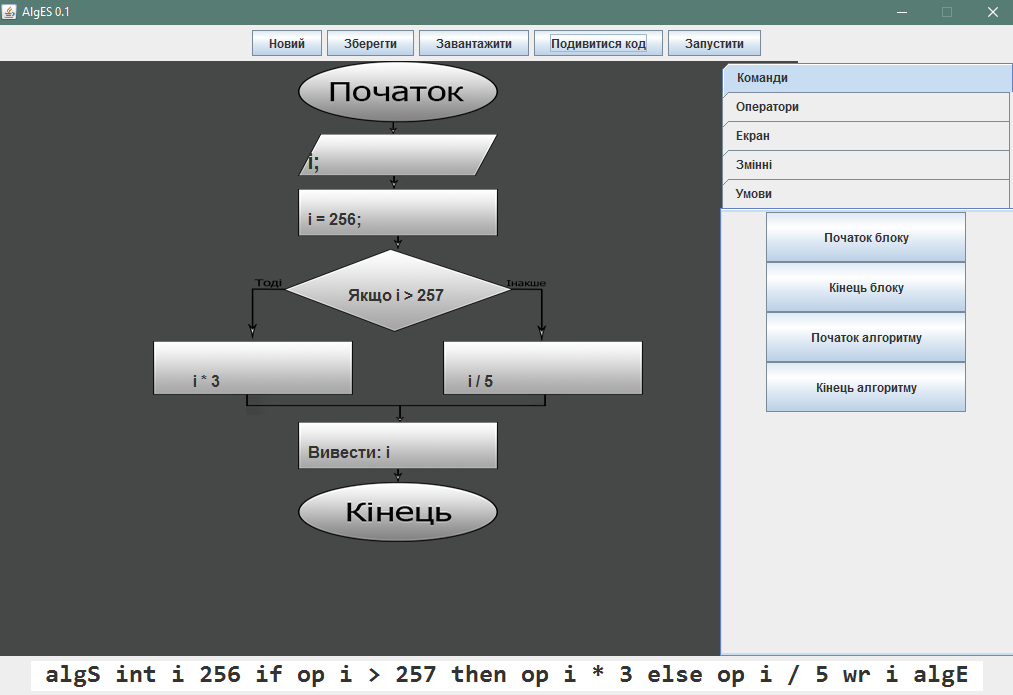 AlgES 0.1
Новий Зберегти Завантажити Подивитися код Запустити
Початок
i;
i = 256;
Якщо i > 257
Тоді
Інакше
i * 3
i / 5
Вивести: i
Кінець
Команди
Оператори
Екран
Змінні
Умови
Початок блоку
Кінець блоку
Початок алгоритму
Кінець алгоритму
algS int i 256 if op i > 257 then op i * 3 else op i / 5 wr i algE